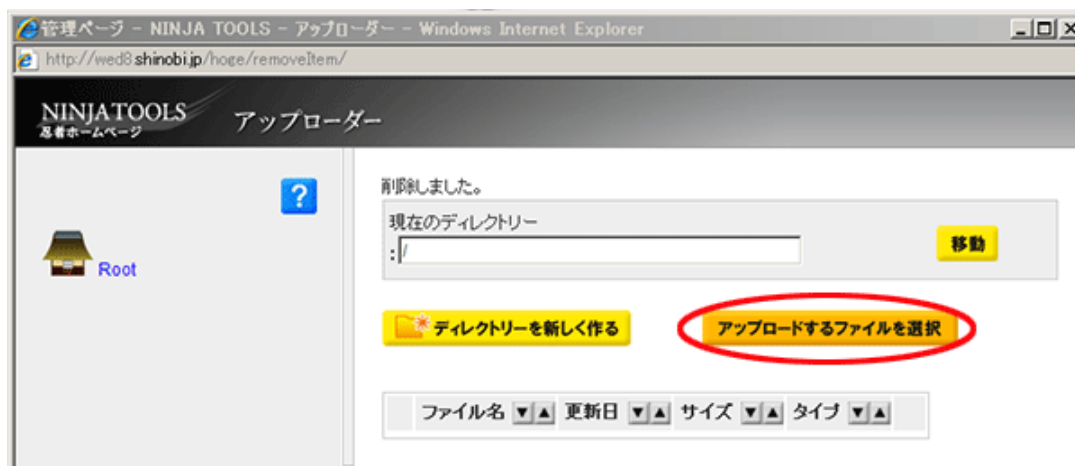 管理ページ - NINJA TOOLS - アップローダー - Windows Internet Explorer
http://wed8.shinobi.jp/hoge/removeItem/
NINJA TOOLS
忍者ホームページ
アップローダー
?
Root
削除しました。
現在のディレクトリー
:/
移動
ディレクトリーを新しく作る
アップロードするファイルを選択
ファイル名 ▼▲ 更新日 ▼▲ サイズ ▼▲ タイプ ▼▲